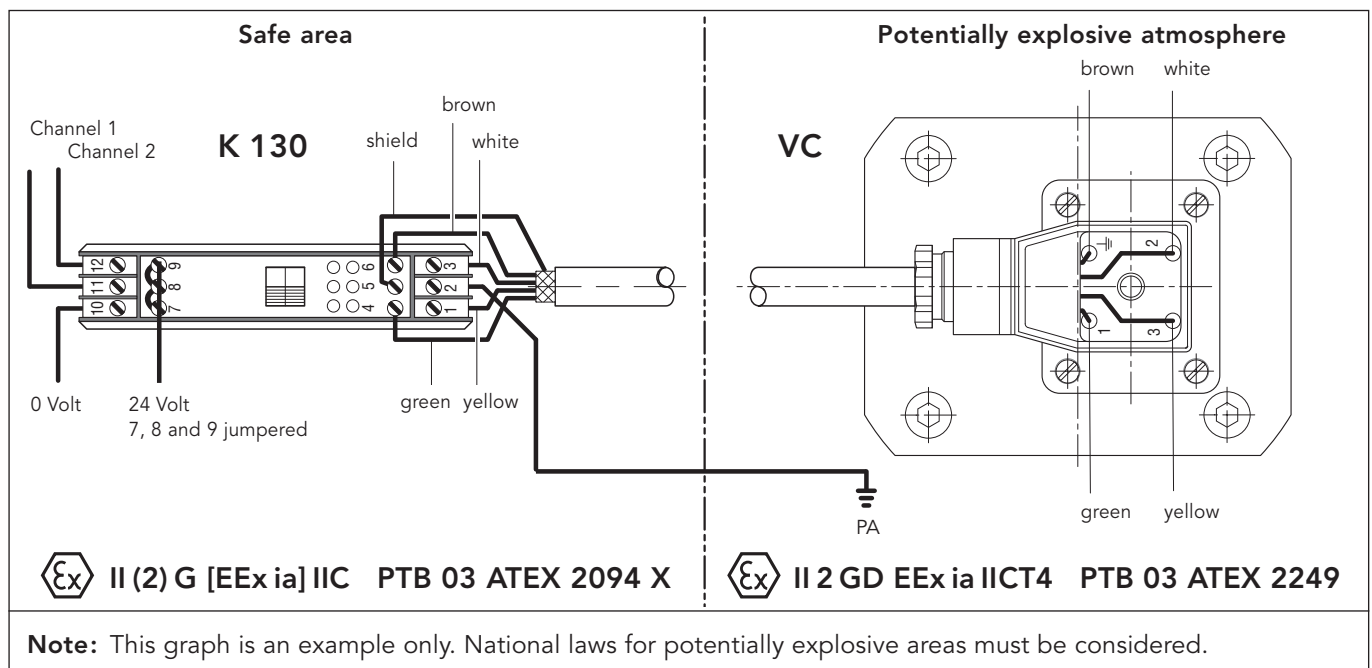 Safe area
Potentially explosive atmosphere
brown white
brown
Channel 1
Channel 2
K 130
shield
white
VC
12
11
10
9
8
7
6
5
4
3
2
1
2
1
3
0 Volt
24 Volt
7, 8 and 9 jumpered
green yellow
PA
green yellow
Ex II (2) G [EEx ia] IIC PTB 03 ATEX 2094 X
Ex II 2 GD EEx ia IICT4 PTB 03 ATEX 2249
Note: This graph is an example only. National laws for potentially explosive areas must be considered.